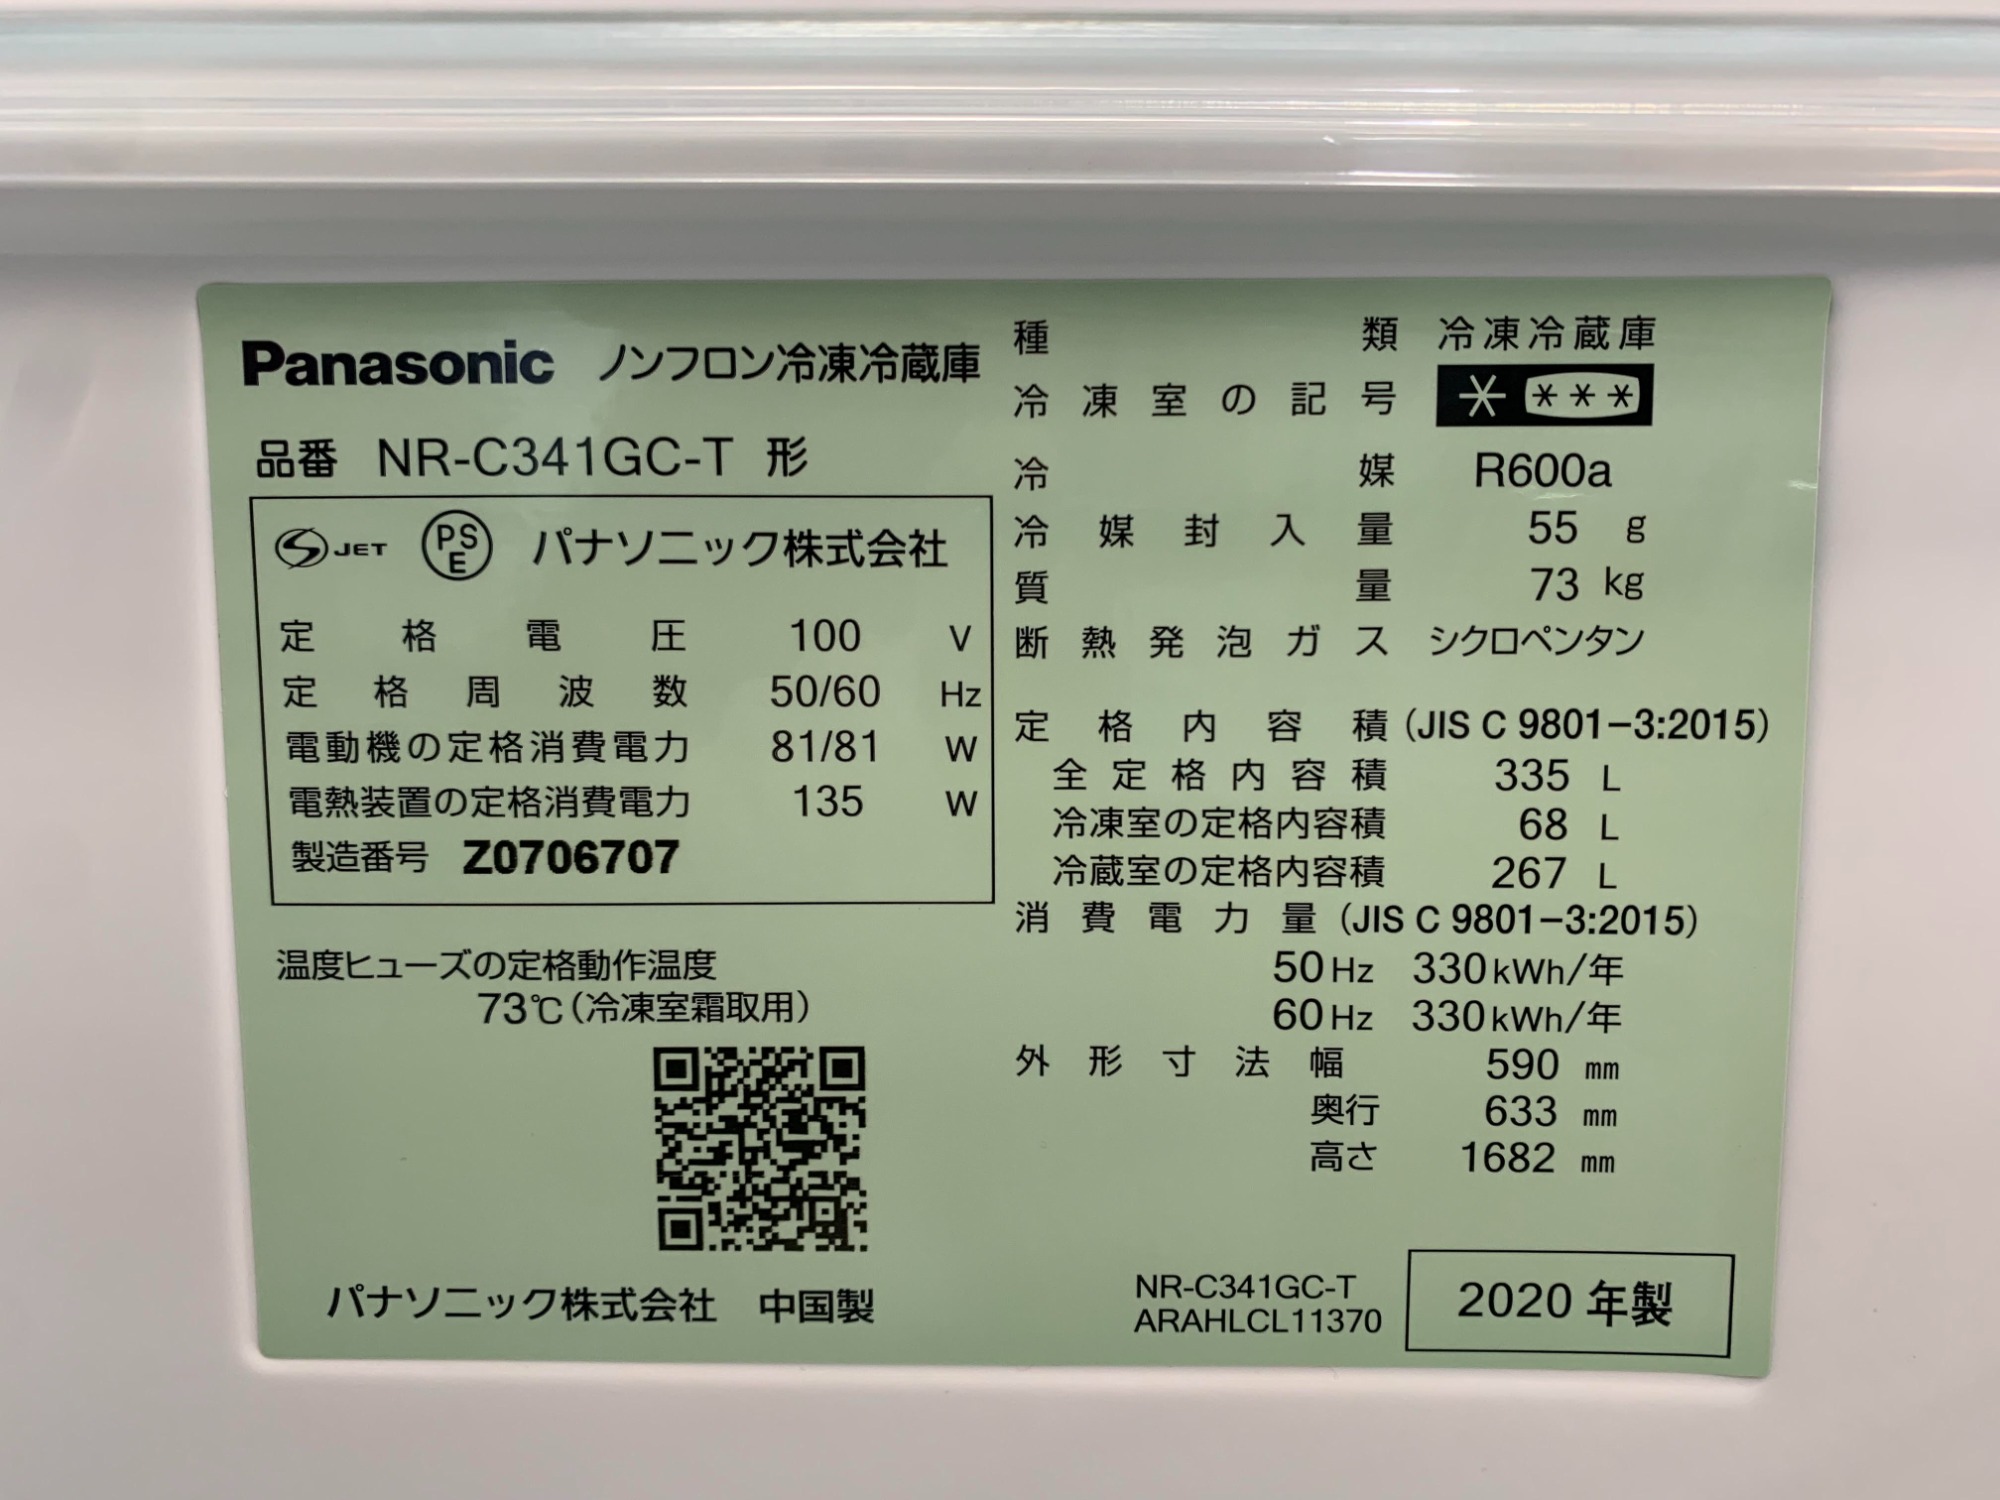 Panasonic ノンフロン冷凍冷蔵庫
品番 NR-C341GC-T 形
JET PSE パナソニック株式会社
定格電圧 100 V
定格周波数 50/60 Hz
電動機の定格消費電力 81/81 W
電熱装置の定格消費電力 135 W
製造番号 Z0706707
温度ヒューズの定格動作温度
73℃(冷凍室霜取用)
パナソニック株式会社 中国製
種類 冷凍冷蔵庫
冷凍室の記号 * ***
冷媒 R600a
冷媒封入量 55 g
質量 73 kg
断熱発泡ガス シクロペンタン
定格内容積 (JIS C 9801-3:2015)
全定格内容積 335 L
冷凍室の定格内容積 68 L
冷蔵室の定格内容積 267 L
消費電力量 (JIS C 9801-3:2015)
50Hz 330kWh/年
60Hz 330kWh/年
外形寸法 幅 590 mm
奥行 633 mm
高さ 1682 mm
NR-C341GC-T
ARAHLCL11370
2020 年製